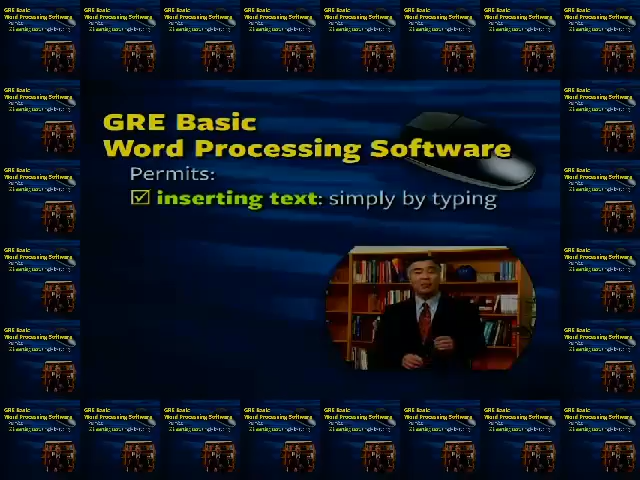 GRE Basic
Word Processing Software
Permits:
☑ inserting text: simply by typing